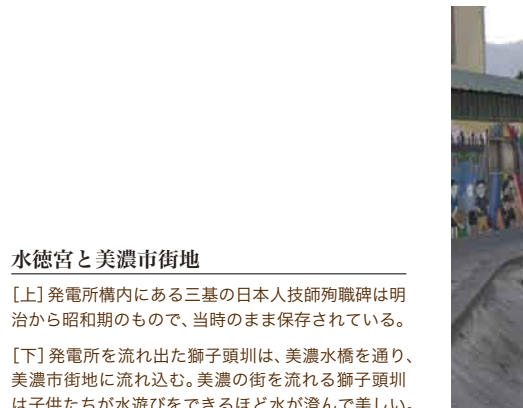 水徳宮と美濃市街地
［上］発電所構内にある三基の日本人技師殉職碑は明
治から昭和期のもので、当時のまま保存されている。
［下］発電所を流れ出た獅子頭圳は、美濃水橋を通り、
美濃市街地に流れ込む。美濃の街を流れる獅子頭圳
は子供たちが水遊びをできるほど水が澄んで美しい。